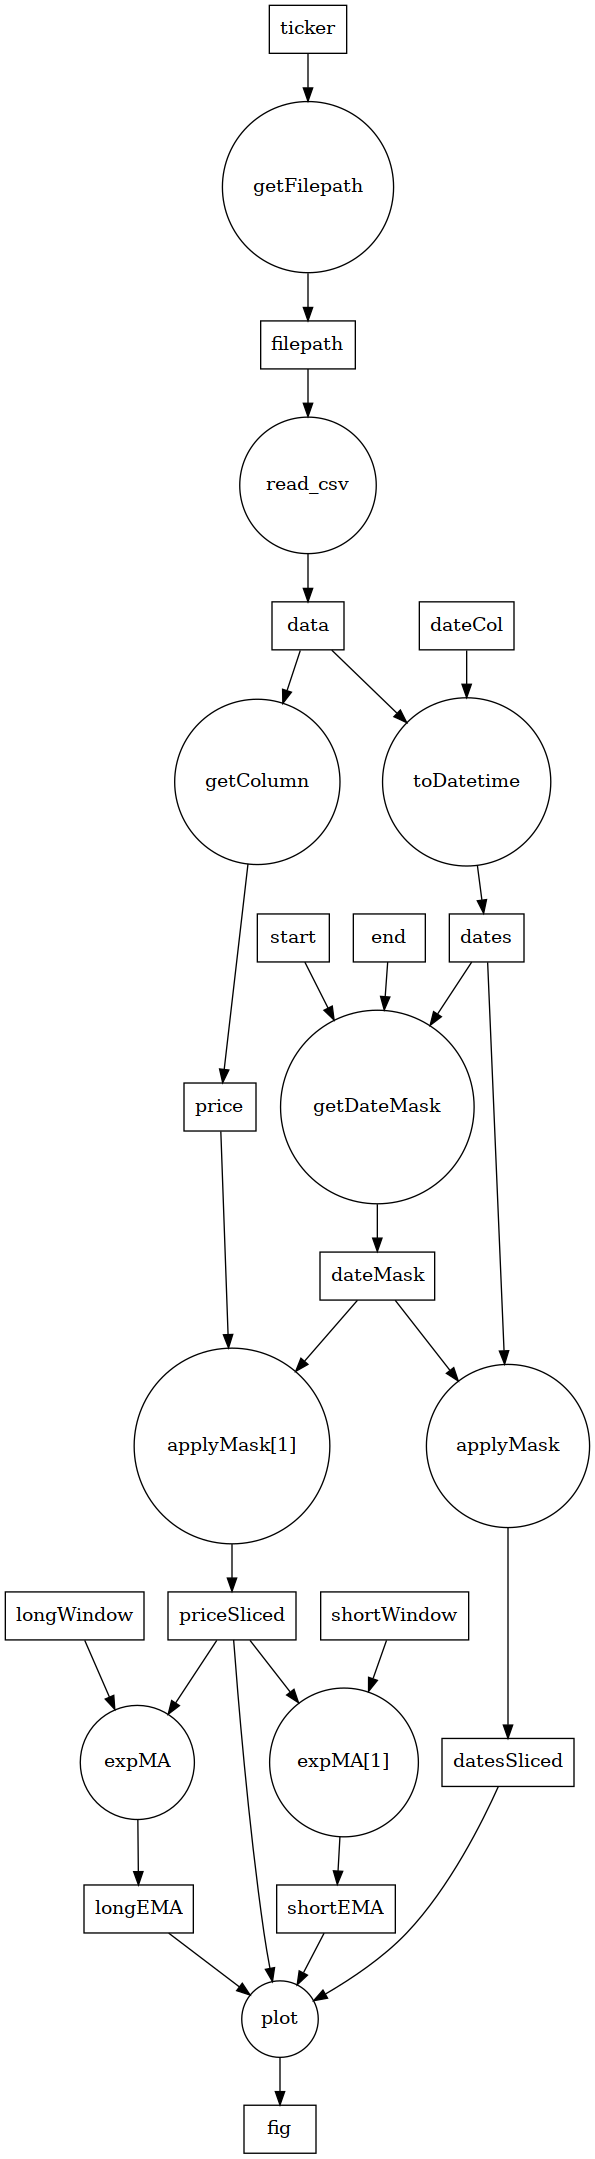 ticker
getFilepath
filepath
read_csv
data
dateCol
getColumn
toDatetime
start
end
dates
price
getDateMask
dateMask
applyMask[1]
applyMask
longWindow
priceSliced
shortWindow
expMA
expMA[1]
datesSliced
longEMA
shortEMA
plot
fig